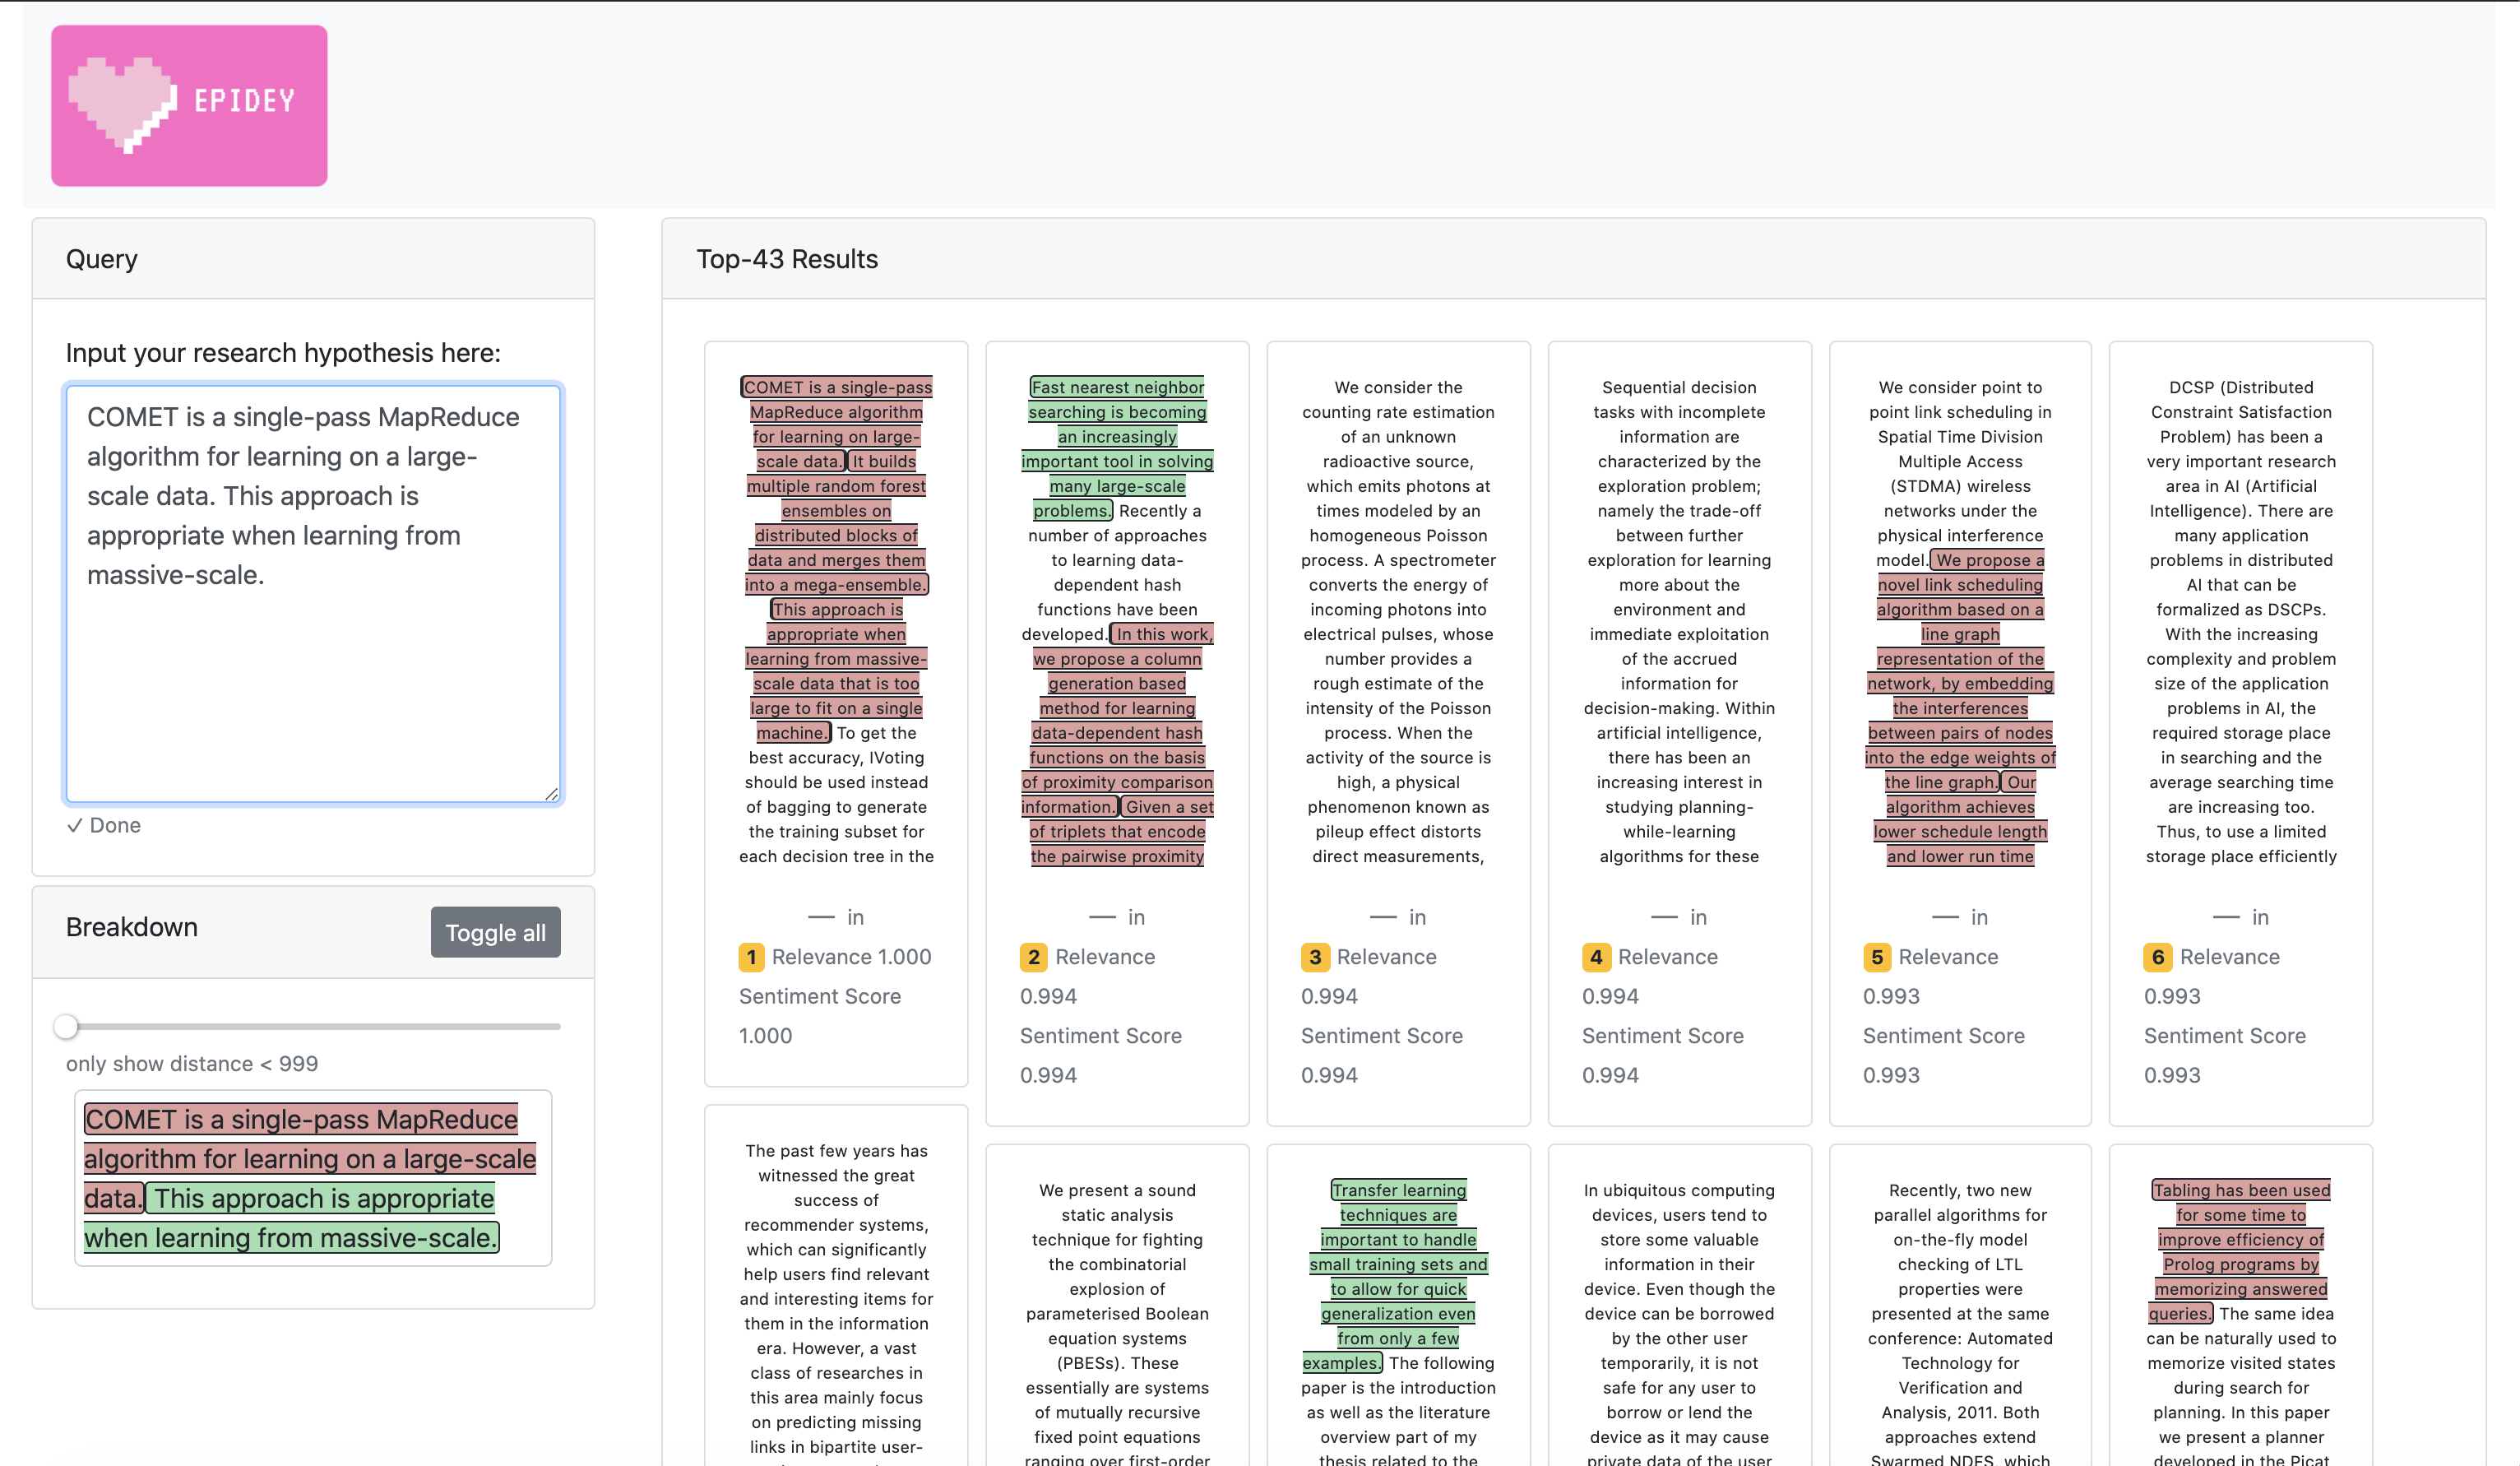 EPIDEY
Query
Input your research hypothesis here:
COMET is a single-pass MapReduce
algorithm for learning on a large-
scale data. This approach is
appropriate when learning from
massive-scale.
✓ Done
Breakdown
Toggle all
only show distance < 999
COMET is a single-pass MapReduce
algorithm for learning on a large-scale
data. This approach is appropriate
when learning from massive-scale.
Top-43 Results
COMET is a single-pass
MapReduce algorithm
for learning on large-
scale data. It builds
multiple random forest
ensembles on
distributed blocks of
data and merges them
into a mega-ensemble.
This approach is
appropriate when
learning from massive-
scale data that is too
large to fit on a single
machine. To get the
best accuracy, IVoting
should be used instead
of bagging to generate
the training subset for
each decision tree in the
— in
1 Relevance 1.000
Sentiment Score
1.000
Fast nearest neighbor
searching is becoming
an increasingly
important tool in solving
many large-scale
problems. Recently a
number of approaches
to learning data-
dependent hash
functions have been
developed. In this work,
we propose a column
generation based
method for learning
data-dependent hash
functions on the basis
of proximity comparison
information. Given a set
of triplets that encode
the pairwise proximity
— in
2 Relevance
0.994
Sentiment Score
0.994
We consider the
counting rate estimation
of an unknown
radioactive source,
which emits photons at
times modeled by an
homogeneous Poisson
process. A spectrometer
converts the energy of
incoming photons into
electrical pulses, whose
number provides a
rough estimate of the
intensity of the Poisson
process. When the
activity of the source is
high, a physical
phenomenon known as
pileup effect distorts
direct measurements,
— in
3 Relevance
0.994
Sentiment Score
0.994
Sequential decision
tasks with incomplete
information are
characterized by the
exploration problem;
namely the trade-off
between further
exploration for learning
more about the
environment and
immediate exploitation
of the accrued
information for
decision-making. Within
artificial intelligence,
there has been an
increasing interest in
studying planning-
while-learning
algorithms for these
— in
4 Relevance
0.994
Sentiment Score
0.994
We consider point to
point link scheduling in
Spatial Time Division
Multiple Access
(STDMA) wireless
networks under the
physical interference
model. We propose a
novel link scheduling
algorithm based on a
line graph
representation of the
network, by embedding
the interferences
between pairs of nodes
into the edge weights of
the line graph. Our
algorithm achieves
lower schedule length
and lower run time
— in
5 Relevance
0.993
Sentiment Score
0.993
DCSP (Distributed
Constraint Satisfaction
Problem) has been a
very important research
area in AI (Artificial
Intelligence). There are
many application
problems in distributed
AI that can be
formalized as DSCPs.
With the increasing
complexity and problem
size of the application
problems in AI, the
required storage place
in searching and the
average searching time
are increasing too.
Thus, to use a limited
storage place efficiently
— in
6 Relevance
0.993
Sentiment Score
0.993
The past few years has
witnessed the great
success of
recommender systems,
which can significantly
help users find relevant
and interesting items for
them in the information
era. However, a vast
class of researches in
this area mainly focus
on predicting missing
links in bipartite user-
We present a sound
static analysis
technique for fighting
the combinatorial
explosion of
parameterised Boolean
equation systems
(PBESs). These
essentially are systems
of mutually recursive
fixed point equations
ranging over first-order
Transfer learning
techniques are
important to handle
small training sets and
to allow for quick
generalization even
from only a few
examples. The following
paper is the introduction
as well as the literature
overview part of my
thesis related to the
In ubiquitous computing
devices, users tend to
store some valuable
information in their
device. Even though the
device can be borrowed
by the other user
temporarily, it is not
safe for any user to
borrow or lend the
device as it may cause
private data of the user
Recently, two new
parallel algorithms for
on-the-fly model
checking of LTL
properties were
presented at the same
conference: Automated
Technology for
Verification and
Analysis, 2011. Both
approaches extend
Swarmed NDFS, which
Tabling has been used
for some time to
improve efficiency of
Prolog programs by
memorizing answered
queries. The same idea
can be naturally used to
memorize visited states
during search for
planning. In this paper
we present a planner
developed in the Picat